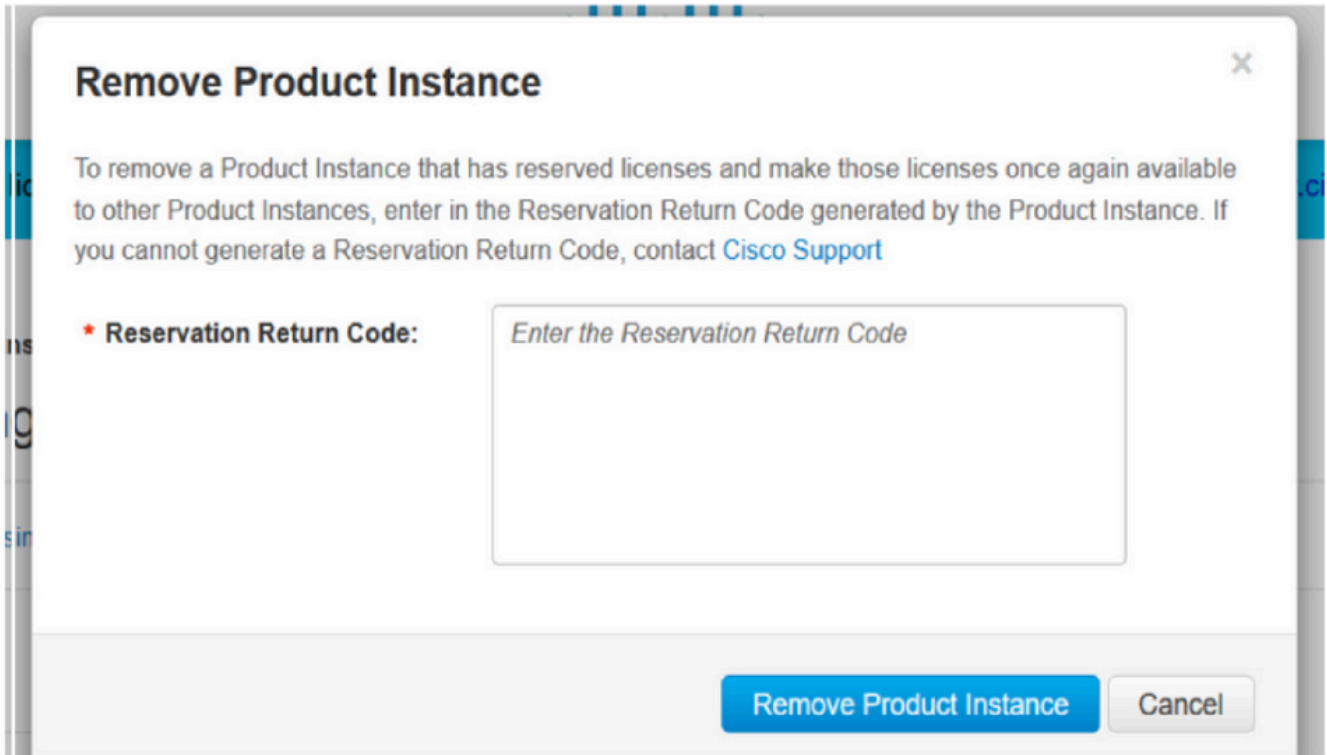 Remove Product Instance
×
To remove a Product Instance that has reserved licenses and make those licenses once again available
to other Product Instances, enter in the Reservation Return Code generated by the Product Instance. If
you cannot generate a Reservation Return Code, contact Cisco Support
* Reservation Return Code:
Enter the Reservation Return Code
Remove Product Instance
Cancel